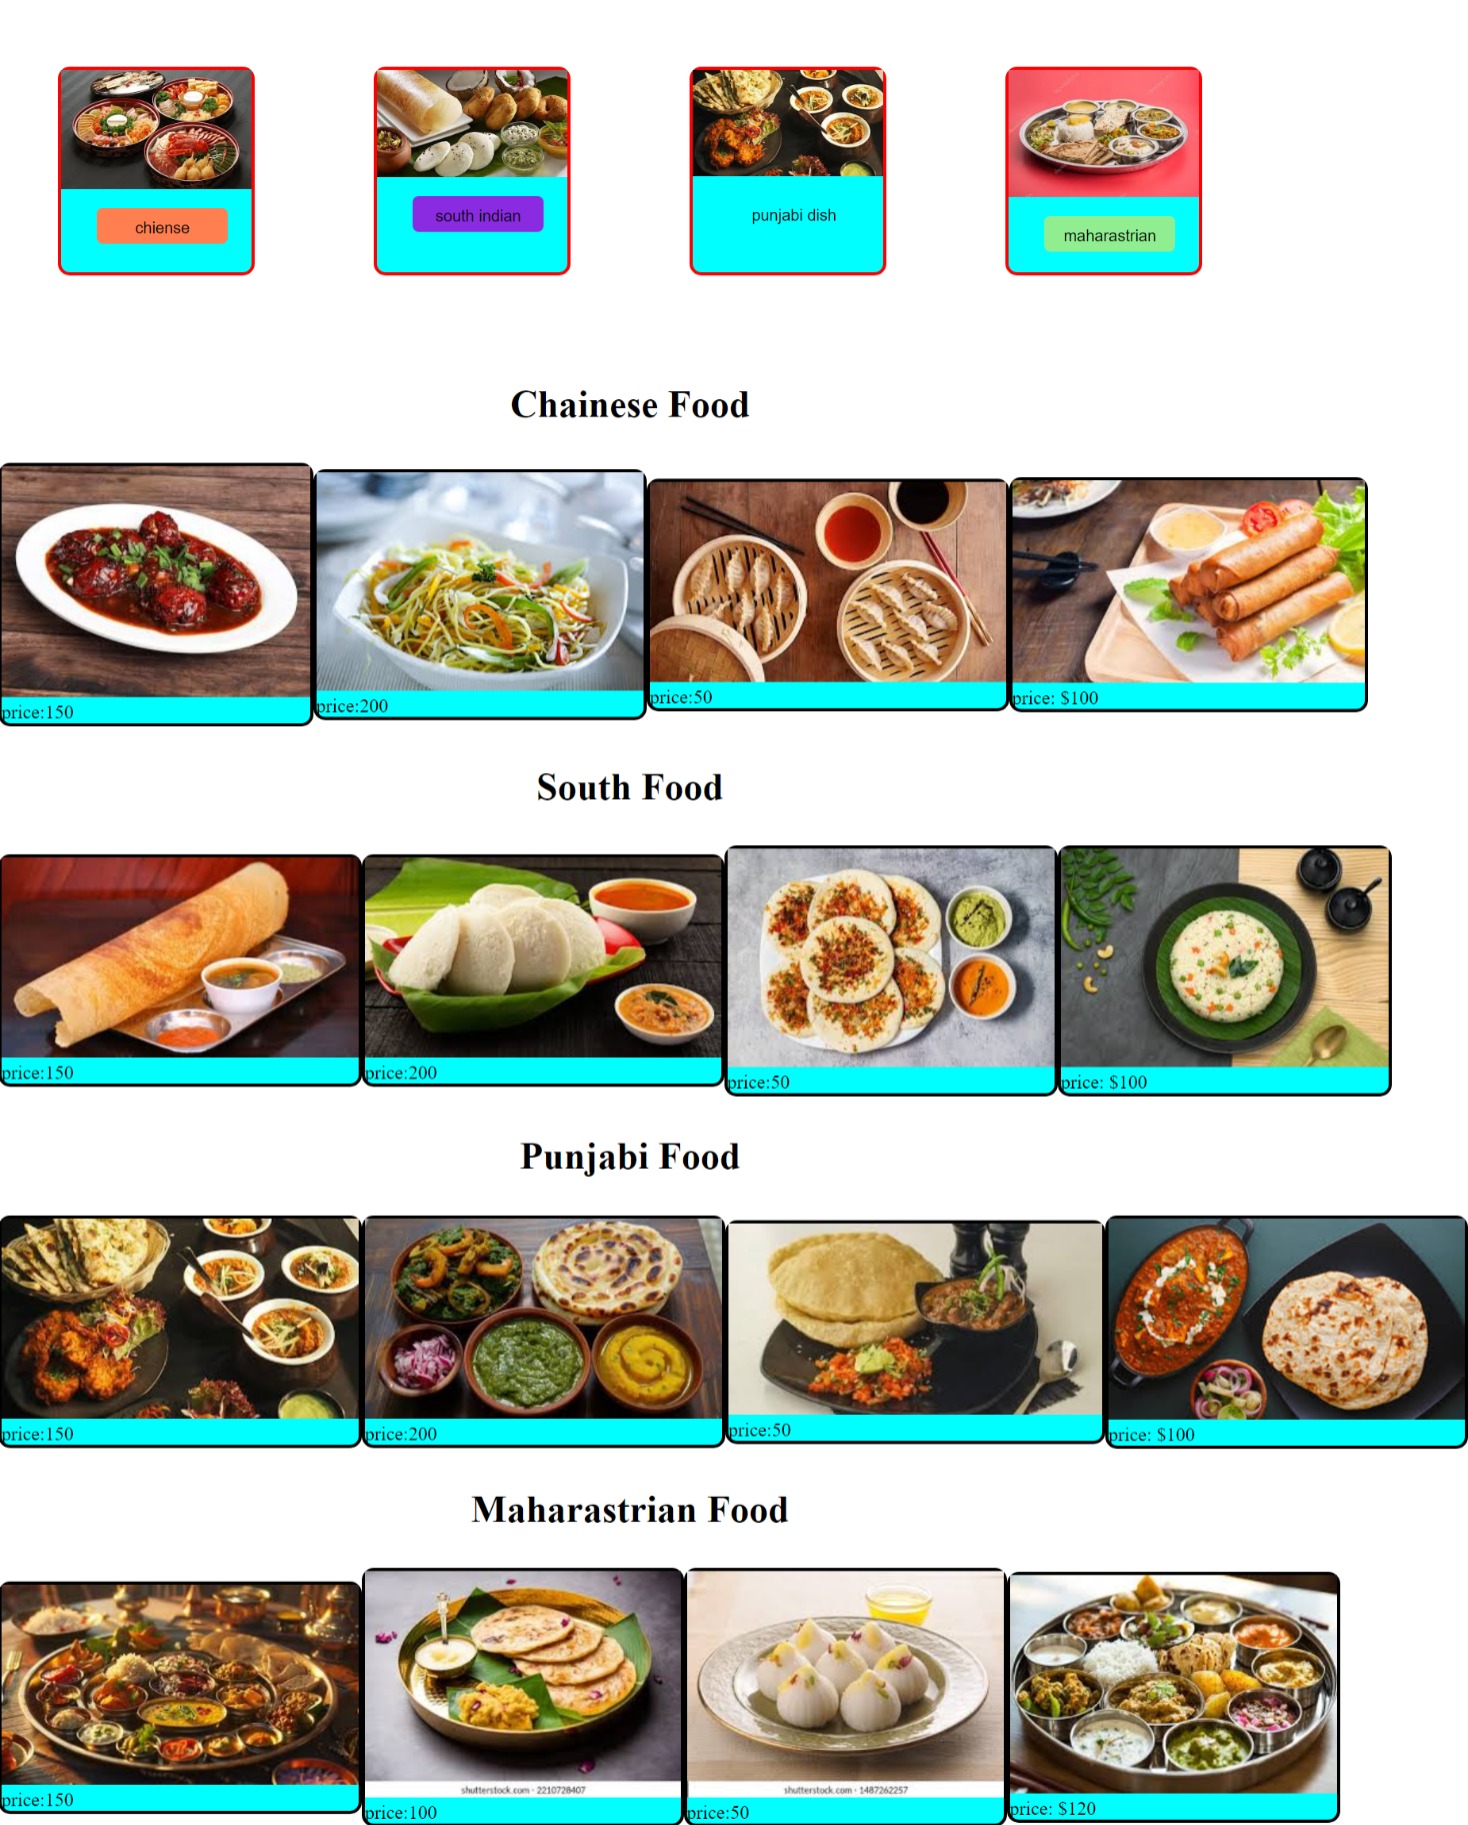 chiense
south indian
punjabi dish
maharastrian
Chainese Food
price:150
price:200
price:50
price: $100
South Food
price:150
price:200
price:50
price: $100
Punjabi Food
price:150
price:200
price:50
price: $100
Maharastrian Food
shutterstock.com · 2210728407
shutterstock.com · 1487262257
price:150
price:100
price:50
price: $120